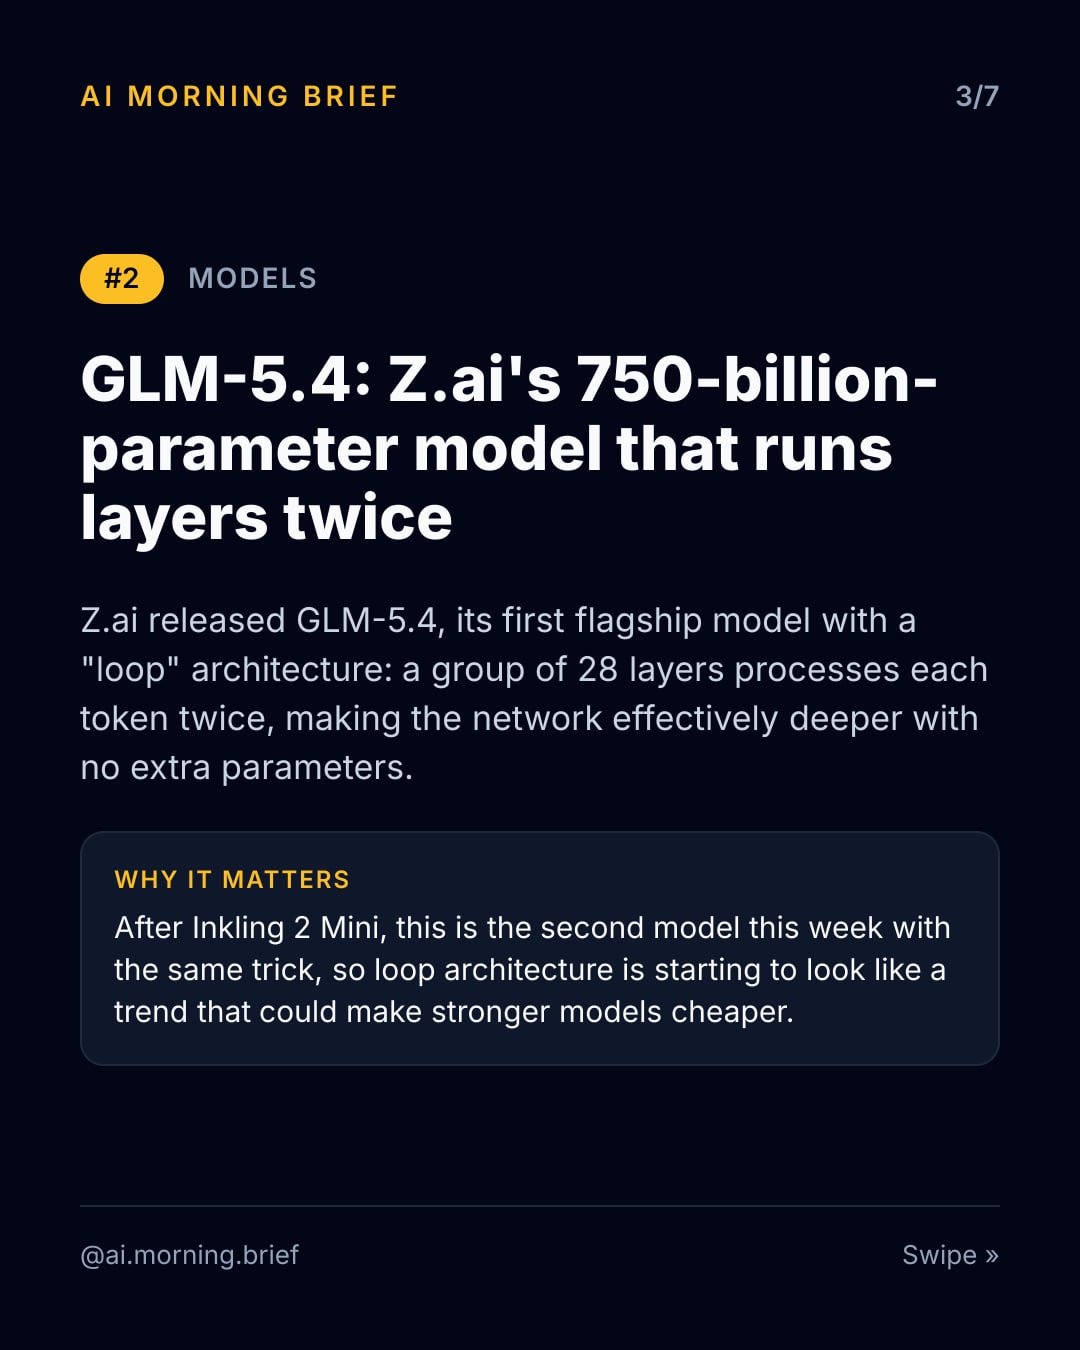 AI MORNING BRIEF
3/7
#2 MODELS
GLM-5.4: Z.ai's 750-billion-
parameter model that runs
layers twice
Z.ai released GLM-5.4, its first flagship model with a
"loop" architecture: a group of 28 layers processes each
token twice, making the network effectively deeper with
no extra parameters.
WHY IT MATTERS
After Inkling 2 Mini, this is the second model this week with
the same trick, so loop architecture is starting to look like a
trend that could make stronger models cheaper.
@ai.morning.brief
Swipe »